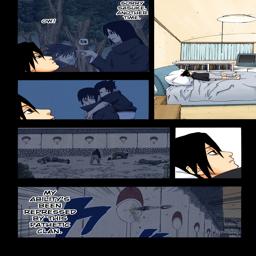 OW!
SORRY
SASUKE,
ANOTHER
TIME.
MY
ABILITY'S
BEEN
REPRESSED
BY THIS
PATHETIC
CLAN.